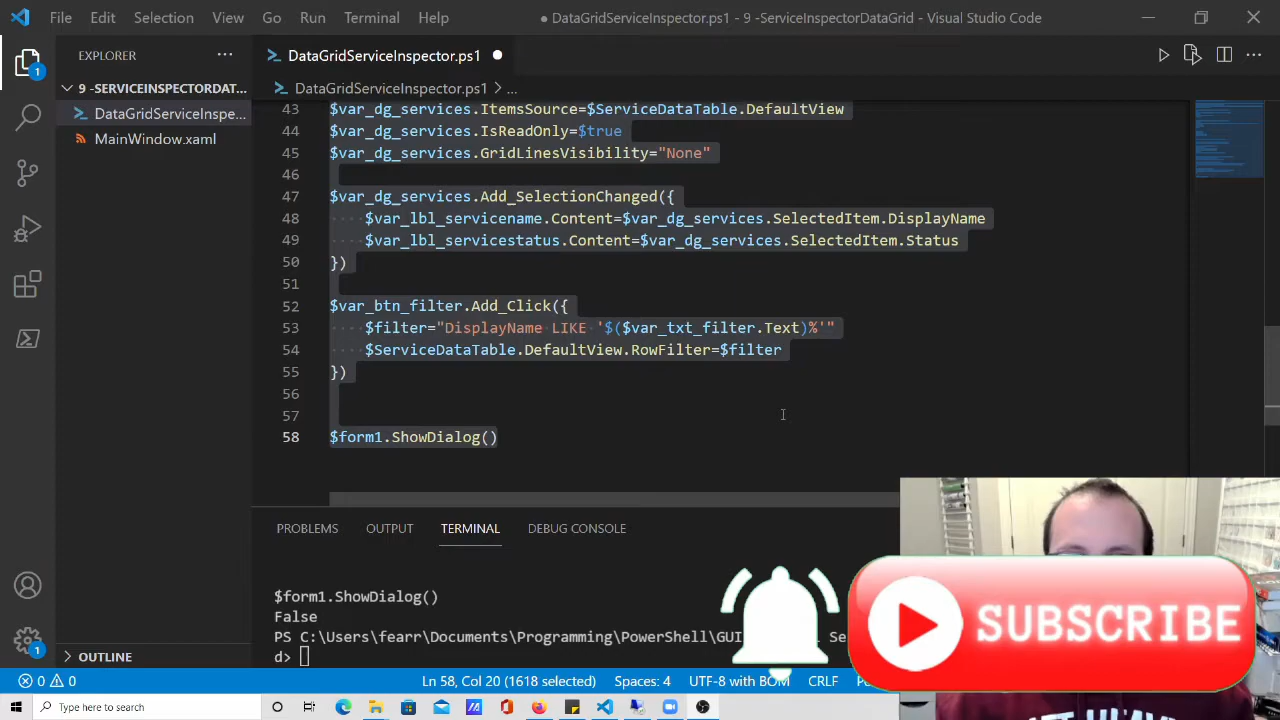 File Edit Selection View Go Run Terminal Help
● DataGridServiceInspector.ps1 - 9 -ServiceInspectorDataGrid - Visual Studio Code
EXPLORER
DataGridServiceInspector.ps1
9 -SERVICEINSPECTORDAT...
DataGridServiceInspector.ps1 > ...
DataGridServiceInspe...
MainWindow.xaml
43 $var_dg_services.ItemsSource=$ServiceDataTable.DefaultView
44 $var_dg_services.IsReadOnly=$true
45 $var_dg_services.GridLinesVisibility="None"
46
47 $var_dg_services.Add_SelectionChanged({
48 $var_lbl_servicename.Content=$var_dg_services.SelectedItem.DisplayName
49 $var_lbl_servicestatus.Content=$var_dg_services.SelectedItem.Status
50 })
51
52 $var_btn_filter.Add_Click({
53 $filter="DisplayName LIKE '$($var_txt_filter.Text)%'"
54 $ServiceDataTable.DefaultView.RowFilter=$filter
55 })
56
57
58 $form1.ShowDialog()
PROBLEMS OUTPUT TERMINAL DEBUG CONSOLE
$form1.ShowDialog()
False
PS C:\Users\fearr\Documents\Programming\PowerShell\GUI
d>
SUBSCRIBE
OUTLINE
1
1
0 0
Ln 58, Col 20 (1618 selected) Spaces: 4 UTF-8 with BOM CRLF
Type here to search